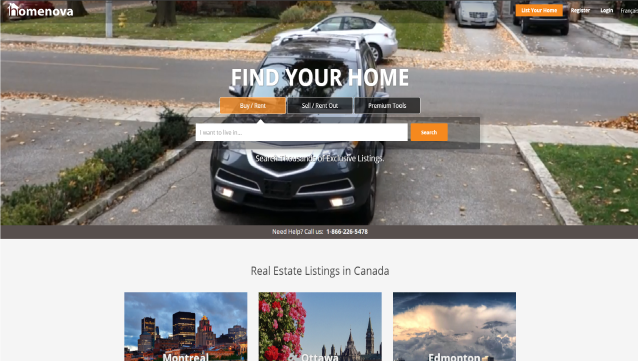 homenova
List Your Home Register Login Français
FIND YOUR HOME
Buy / Rent Sell / Rent Out Premium Tools
I want to live in... Search
Search Thousands of Exclusive Listings.
Need Help? Call us: 1-866-226-5478
Real Estate Listings in Canada
Montreal Ottawa Edmonton